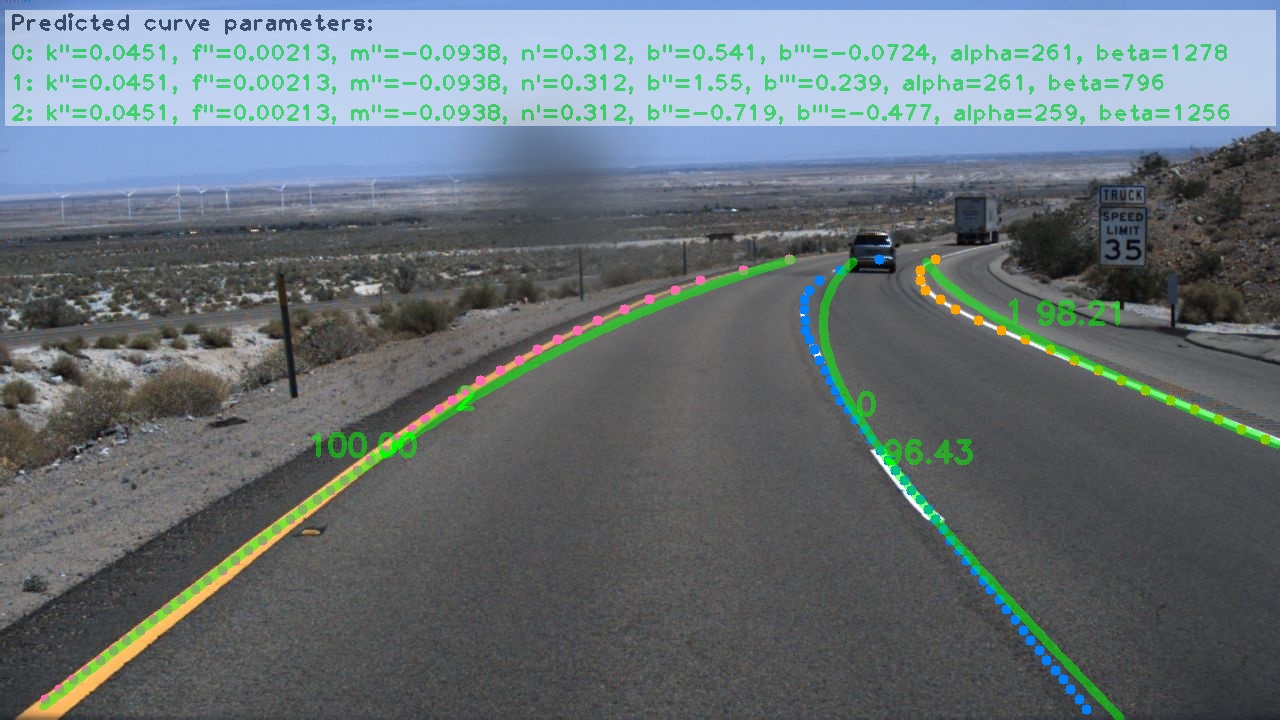 Predicted curve parameters:
0: k''=0.0451, f''=0.00213, m''=-0.0938, n'=0.312, b''=0.541, b'''=-0.0724, alpha=261, beta=1278
1: k''=0.0451, f''=0.00213, m''=-0.0938, n'=0.312, b''=1.55, b'''=0.239, alpha=261, beta=796
2: k''=0.0451, f''=0.00213, m''=-0.0938, n'=0.312, b''=-0.719, b'''=-0.477, alpha=259, beta=1256
TRUCK
SPEED
LIMIT
35
1 98.21
2
0
100.00
96.43